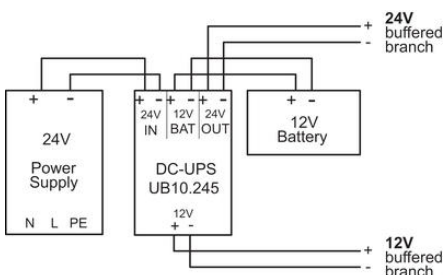 + 24V
- buffered
branch
+ -
24V
Power
Supply
N L PE
+ - + - + -
24V 12V 24V
IN BAT OUT
DC-UPS
UB10.245
12V
+ -
+ -
12V
Battery
12V
+ buffered
- branch